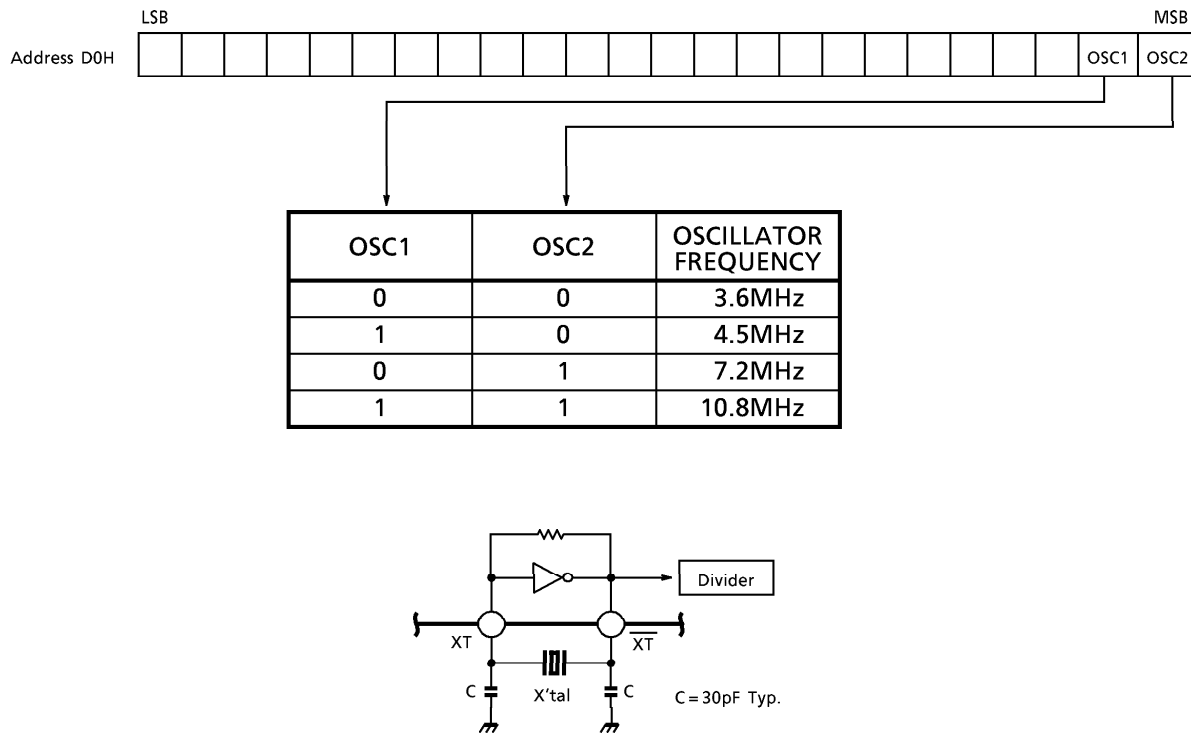 LSB MSB
Address D0H OSC1 OSC2
OSC1 OSC2 OSCILLATOR FREQUENCY
0 0 3.6MHz
1 0 4.5MHz
0 1 7.2MHz
1 1 10.8MHz
Divider
XT X̅T̅
C X'tal C C=30pF Typ.